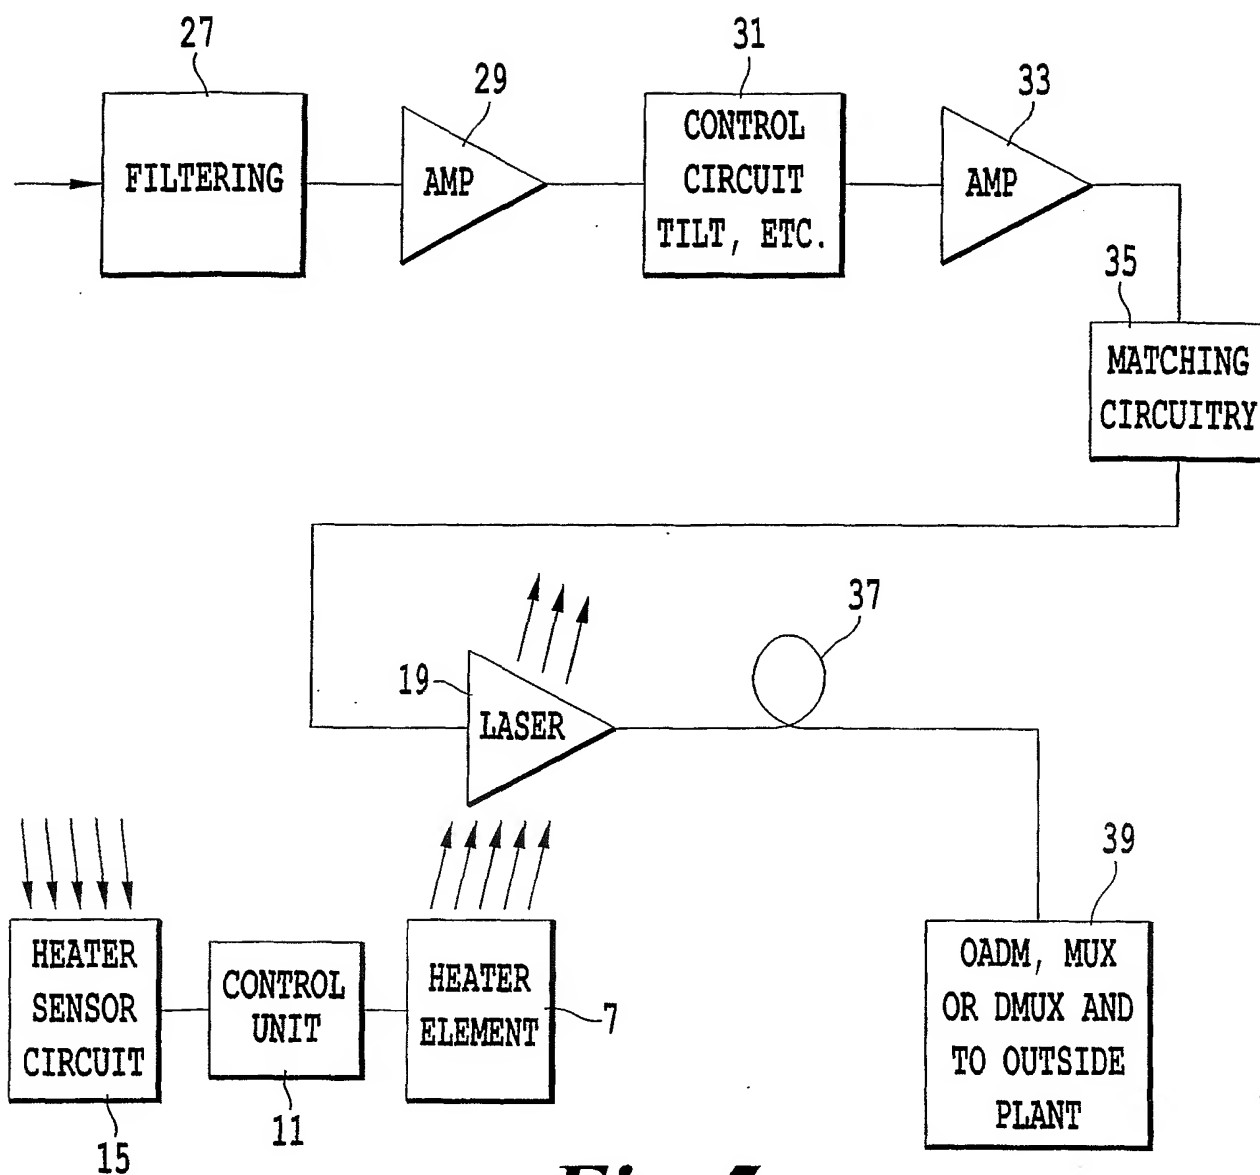 27
29
31
33
FILTERING
AMP
CONTROL
CIRCUIT
TILT, ETC.
AMP
35
MATCHING
CIRCUITRY
37
19
LASER
39
HEATER
SENSOR
CIRCUIT
CONTROL
UNIT
HEATER
ELEMENT
7
OADM, MUX
OR DMUX AND
TO OUTSIDE
PLANT
15
11